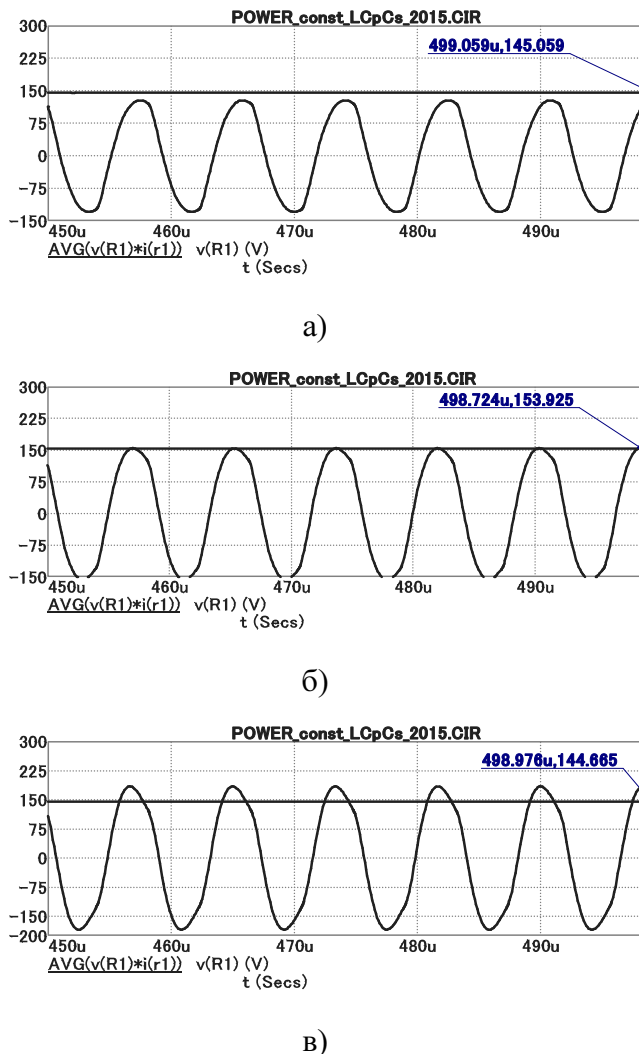 POWER_const_LCpCs_2015.CIR
300
499.059u,145.059
225
150
75
0
-75
-150
450u 460u 470u 480u 490u
AVG(v(R1)*i(r1)) v(R1) (V)
t (Secs)
а)
POWER_const_LCpCs_2015.CIR
300
498.724u,153.925
225
150
75
0
-75
-150
450u 460u 470u 480u 490u
AVG(v(R1)*i(r1)) v(R1) (V)
t (Secs)
б)
POWER_const_LCpCs_2015.CIR
300
498.976u,144.665
225
150
75
0
-75
-150
-200
450u 460u 470u 480u 490u
AVG(v(R1)*i(r1)) v(R1) (V)
t (Secs)
в)